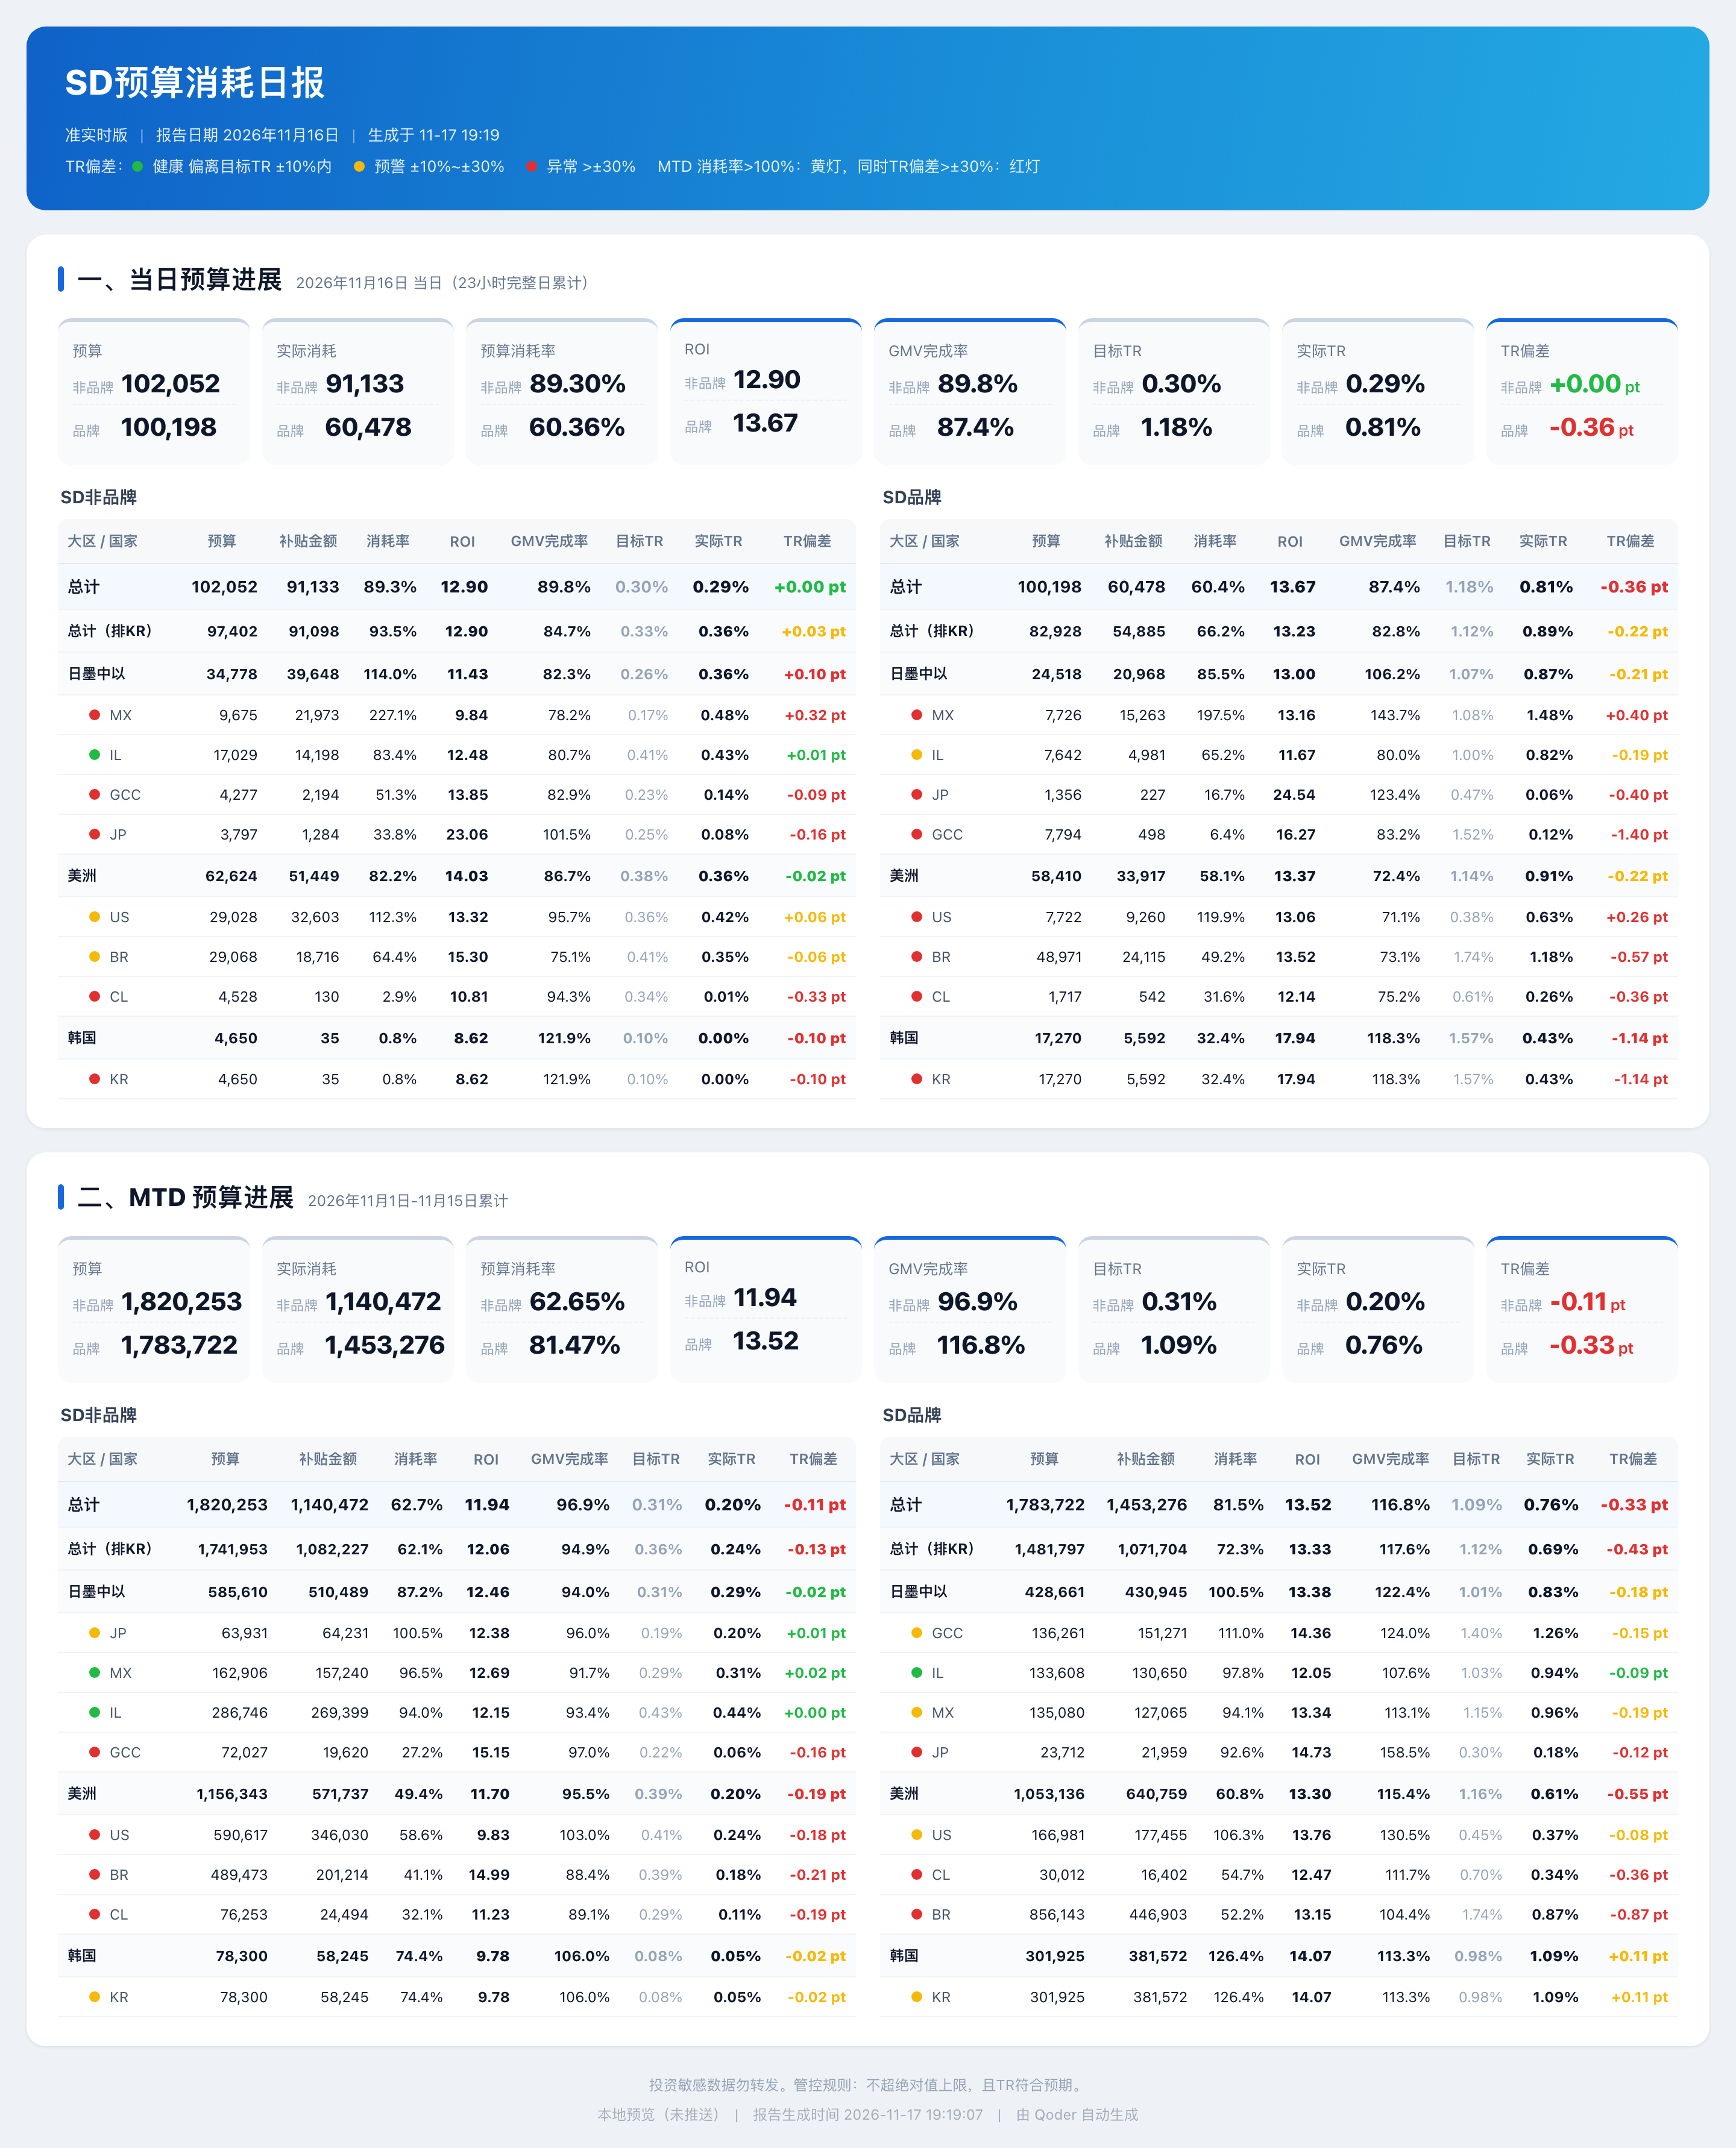 SD预算消耗日报
准实时版 | 报告日期 2026年11月16日 | 生成于 11-17 19:19
TR偏差: 健康 偏离目标TR ±10%内 预警 ±10%~±30% 异常 >±30% MTD 消耗率>100%：黄灯，同时TR偏差>±30%：红灯
一、当日预算进展 2026年11月16日 当日（23小时完整日累计）
预算 实际消耗 预算消耗率 ROI GMV完成率 目标TR 实际TR TR偏差
非品牌 102,052 非品牌 91,133 非品牌 89.30% 非品牌 12.90 非品牌 89.8% 非品牌 0.30% 非品牌 0.29% 非品牌 +0.00 pt
品牌 100,198 品牌 60,478 品牌 60.36% 品牌 13.67 品牌 87.4% 品牌 1.18% 品牌 0.81% 品牌 -0.36 pt
SD非品牌
大区 / 国家 预算 补贴金额 消耗率 ROI GMV完成率 目标TR 实际TR TR偏差
总计 102,052 91,133 89.3% 12.90 89.8% 0.30% 0.29% +0.00 pt
总计（排KR） 97,402 91,098 93.5% 12.90 84.7% 0.33% 0.36% +0.03 pt
日墨中以 34,778 39,648 114.0% 11.43 82.3% 0.26% 0.36% +0.10 pt
MX 9,675 21,973 227.1% 9.84 78.2% 0.17% 0.48% +0.32 pt
IL 17,029 14,198 83.4% 12.48 80.7% 0.41% 0.43% +0.01 pt
GCC 4,277 2,194 51.3% 13.85 82.9% 0.23% 0.14% -0.09 pt
JP 3,797 1,284 33.8% 23.06 101.5% 0.25% 0.08% -0.16 pt
美洲 62,624 51,449 82.2% 14.03 86.7% 0.38% 0.36% -0.02 pt
US 29,028 32,603 112.3% 13.32 95.7% 0.36% 0.42% +0.06 pt
BR 29,068 18,716 64.4% 15.30 75.1% 0.41% 0.35% -0.06 pt
CL 4,528 130 2.9% 10.81 94.3% 0.34% 0.01% -0.33 pt
韩国 4,650 35 0.8% 8.62 121.9% 0.10% 0.00% -0.10 pt
KR 4,650 35 0.8% 8.62 121.9% 0.10% 0.00% -0.10 pt
SD品牌
大区 / 国家 预算 补贴金额 消耗率 ROI GMV完成率 目标TR 实际TR TR偏差
总计 100,198 60,478 60.4% 13.67 87.4% 1.18% 0.81% -0.36 pt
总计（排KR） 82,928 54,885 66.2% 13.23 82.8% 1.12% 0.89% -0.22 pt
日墨中以 24,518 20,968 85.5% 13.00 106.2% 1.07% 0.87% -0.21 pt
MX 7,726 15,263 197.5% 13.16 143.7% 1.08% 1.48% +0.40 pt
IL 7,642 4,981 65.2% 11.67 80.0% 1.00% 0.82% -0.19 pt
JP 1,356 227 16.7% 24.54 123.4% 0.47% 0.06% -0.40 pt
GCC 7,794 498 6.4% 16.27 83.2% 1.52% 0.12% -1.40 pt
美洲 58,410 33,917 58.1% 13.37 72.4% 1.14% 0.91% -0.22 pt
US 7,722 9,260 119.9% 13.06 71.1% 0.38% 0.63% +0.26 pt
BR 48,971 24,115 49.2% 13.52 73.1% 1.74% 1.18% -0.57 pt
CL 1,717 542 31.6% 12.14 75.2% 0.61% 0.26% -0.36 pt
韩国 17,270 5,592 32.4% 17.94 118.3% 1.57% 0.43% -1.14 pt
KR 17,270 5,592 32.4% 17.94 118.3% 1.57% 0.43% -1.14 pt
二、MTD 预算进展 2026年11月1日-11月15日累计
预算 实际消耗 预算消耗率 ROI GMV完成率 目标TR 实际TR TR偏差
非品牌 1,820,253 非品牌 1,140,472 非品牌 62.65% 非品牌 11.94 非品牌 96.9% 非品牌 0.31% 非品牌 0.20% 非品牌 -0.11 pt
品牌 1,783,722 品牌 1,453,276 品牌 81.47% 品牌 13.52 品牌 116.8% 品牌 1.09% 品牌 0.76% 品牌 -0.33 pt
SD非品牌
大区 / 国家 预算 补贴金额 消耗率 ROI GMV完成率 目标TR 实际TR TR偏差
总计 1,820,253 1,140,472 62.7% 11.94 96.9% 0.31% 0.20% -0.11 pt
总计（排KR） 1,741,953 1,082,227 62.1% 12.06 94.9% 0.36% 0.24% -0.13 pt
日墨中以 585,610 510,489 87.2% 12.46 94.0% 0.31% 0.29% -0.02 pt
JP 63,931 64,231 100.5% 12.38 96.0% 0.19% 0.20% +0.01 pt
MX 162,906 157,240 96.5% 12.69 91.7% 0.29% 0.31% +0.02 pt
IL 286,746 269,399 94.0% 12.15 93.4% 0.43% 0.44% +0.00 pt
GCC 72,027 19,620 27.2% 15.15 97.0% 0.22% 0.06% -0.16 pt
美洲 1,156,343 571,737 49.4% 11.70 95.5% 0.39% 0.20% -0.19 pt
US 590,617 346,030 58.6% 9.83 103.0% 0.41% 0.24% -0.18 pt
BR 489,473 201,214 41.1% 14.99 88.4% 0.39% 0.18% -0.21 pt
CL 76,253 24,494 32.1% 11.23 89.1% 0.29% 0.11% -0.19 pt
韩国 78,300 58,245 74.4% 9.78 106.0% 0.08% 0.05% -0.02 pt
KR 78,300 58,245 74.4% 9.78 106.0% 0.08% 0.05% -0.02 pt
SD品牌
大区 / 国家 预算 补贴金额 消耗率 ROI GMV完成率 目标TR 实际TR TR偏差
总计 1,783,722 1,453,276 81.5% 13.52 116.8% 1.09% 0.76% -0.33 pt
总计（排KR） 1,481,797 1,071,704 72.3% 13.33 117.6% 1.12% 0.69% -0.43 pt
日墨中以 428,661 430,945 100.5% 13.38 122.4% 1.01% 0.83% -0.18 pt
GCC 136,261 151,271 111.0% 14.36 124.0% 1.40% 1.26% -0.15 pt
IL 133,608 130,650 97.8% 12.05 107.6% 1.03% 0.94% -0.09 pt
MX 135,080 127,065 94.1% 13.34 113.1% 1.15% 0.96% -0.19 pt
JP 23,712 21,959 92.6% 14.73 158.5% 0.30% 0.18% -0.12 pt
美洲 1,053,136 640,759 60.8% 13.30 115.4% 1.16% 0.61% -0.55 pt
US 166,981 177,455 106.3% 13.76 130.5% 0.45% 0.37% -0.08 pt
CL 30,012 16,402 54.7% 12.47 111.7% 0.70% 0.34% -0.36 pt
BR 856,143 446,903 52.2% 13.15 104.4% 1.74% 0.87% -0.87 pt
韩国 301,925 381,572 126.4% 14.07 113.3% 0.98% 1.09% +0.11 pt
KR 301,925 381,572 126.4% 14.07 113.3% 0.98% 1.09% +0.11 pt
投资敏感数据勿转发。管控规则：不超绝对值上限，且TR符合预期。
本地预览（未推送） | 报告生成时间 2026-11-17 19:19:07 | 由 Qoder 自动生成